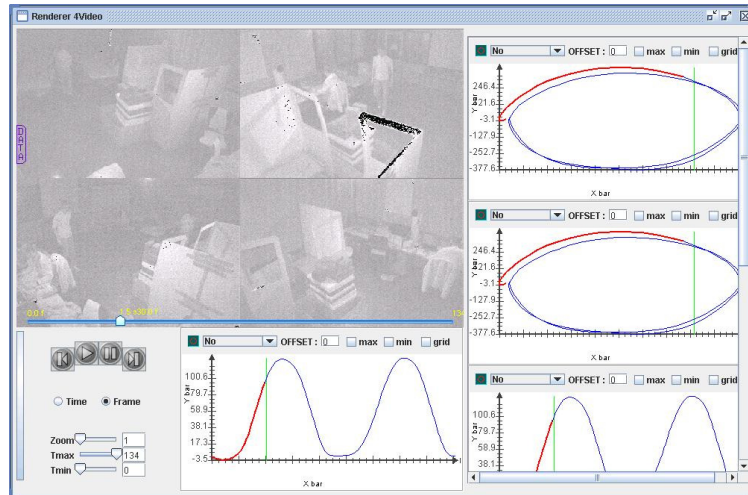 Renderer 4Video
No OFFSET : 0 max min grid
246.4
-3.1
-127.9
-252.7
-377.6
Y bar
X bar
DATA
No OFFSET : 0 max min grid
246.4
-3.1
-127.9
-252.7
-377.6
Y bar
X bar
0.0 f
134
No OFFSET : 0 max min grid
100.6
79.7
58.9
38.1
17.3
-3.5
Y bar
X bar
No OFFSET : 0 max min grid
100.6
79.7
58.9
38.1
Y bar
Time Frame
Zoom 1
Tmax 134
Tmin 0